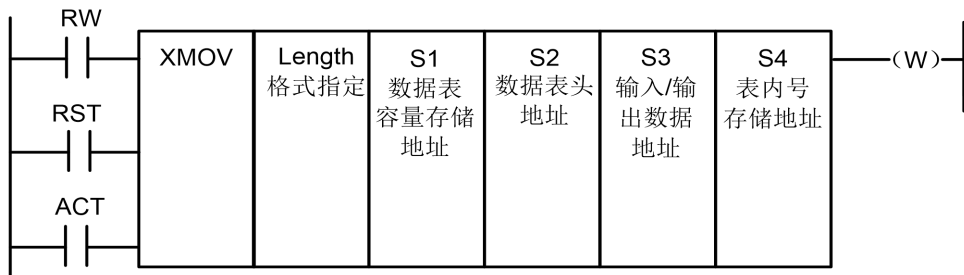 RW
XMOV
Length
格式指定
S1
数据表
容量存储
地址
S2
数据表头
地址
S3
输入/输
出数据
地址
S4
表内号
存储地址
(W)
RST
ACT